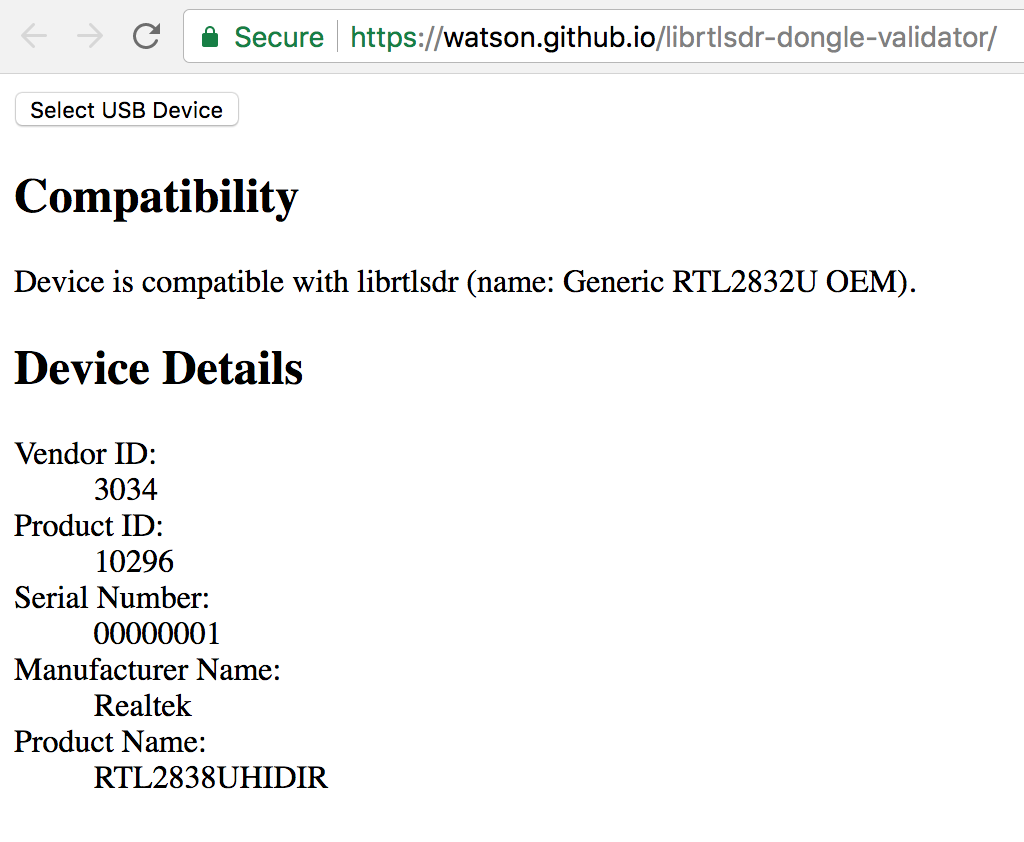 Secure https://watson.github.io/librtlsdr-dongle-validator/
Select USB Device
Compatibility
Device is compatible with librtlsdr (name: Generic RTL2832U OEM).
Device Details
Vendor ID:
3034
Product ID:
10296
Serial Number:
00000001
Manufacturer Name:
Realtek
Product Name:
RTL2838UHIDIR